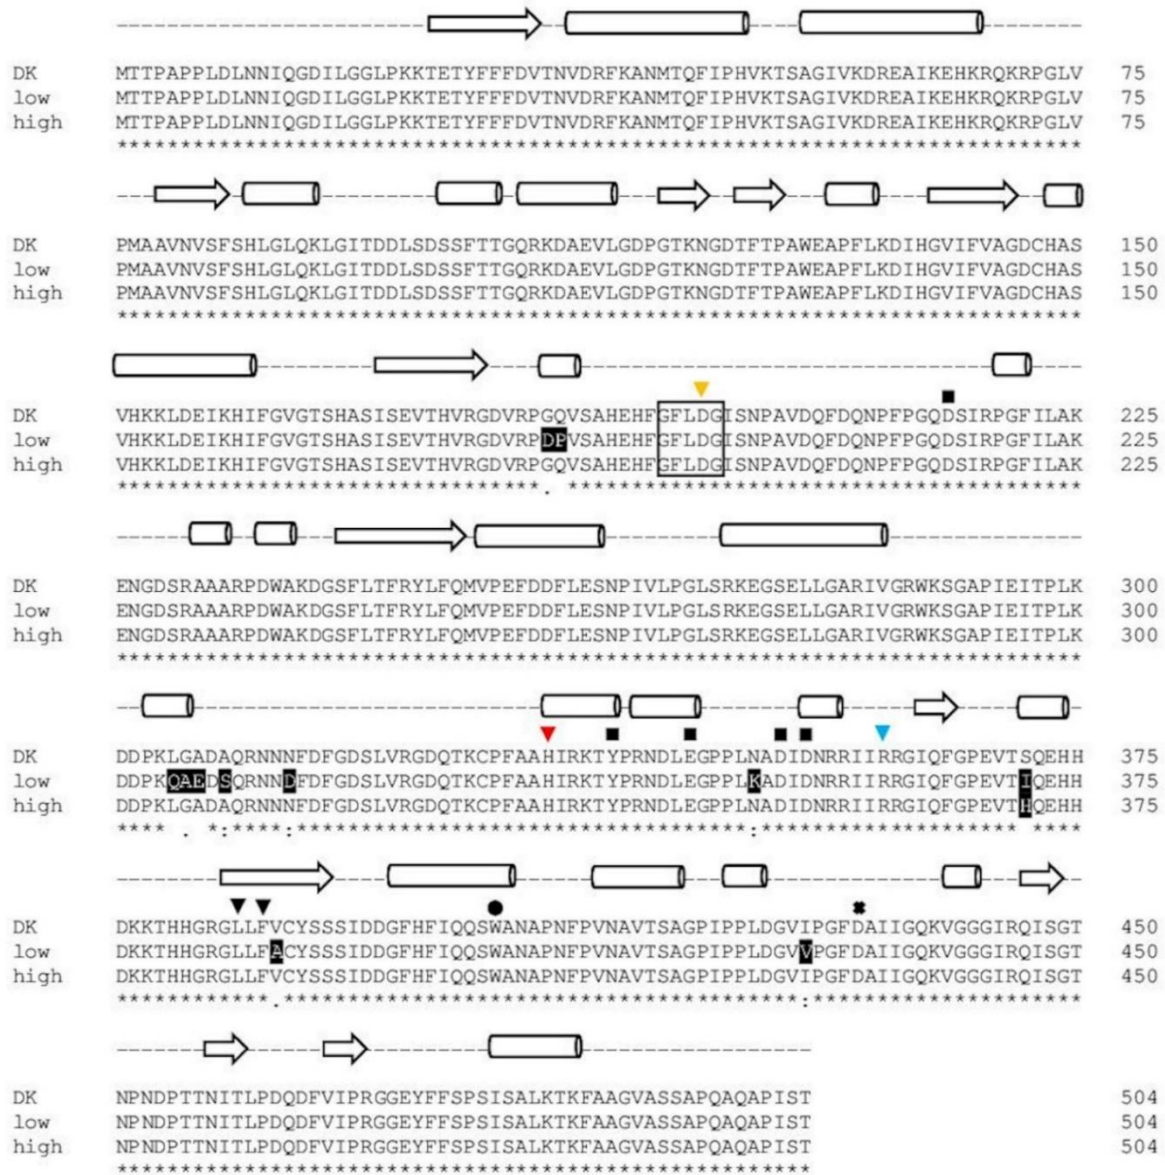 DK MTTPAPPLDLNNIQGDILGGLPKKTETYFFFDVTNVDRFKANMTQFIPHVKTSAGIVKDREAIKEHKRQKRPGLV 75
low MTTPAPPLDLNNIQGDILGGLPKKTETYFFFDVTNVDRFKANMTQFIPHVKTSAGIVKDREAIKEHKRQKRPGLV 75
high MTTPAPPLDLNNIQGDILGGLPKKTETYFFFDVTNVDRFKANMTQFIPHVKTSAGIVKDREAIKEHKRQKRPGLV 75
***************************************************************************
DK PMAAVNVSFSHLGLQKLGITDDLSDSSFTTGQRKDAEVLGDPGTKNGDTFTPAWEAPFLKDIHGVIFVAGDCHAS 150
low PMAAVNVSFSHLGLQKLGITDDLSDSSFTTGQRKDAEVLGDPGTKNGDTFTPAWEAPFLKDIHGVIFVAGDCHAS 150
high PMAAVNVSFSHLGLQKLGITDDLSDSSFTTGQRKDAEVLGDPGTKNGDTFTPAWEAPFLKDIHGVIFVAGDCHAS 150
***************************************************************************
DK VHKKLDEIKHIFGVGTSHASISEVTHVRGDVRPGQVSAHEHFGFLDGISNPAVDQFDQNPFPGQDSIRPGFILAK 225
low VHKKLDEIKHIFGVGTSHASISEVTHVRGDVRPDPVSAHEHFGFLDGISNPAVDQFDQNPFPGQDSIRPGFILAK 225
high VHKKLDEIKHIFGVGTSHASISEVTHVRGDVRPGQVSAHEHFGFLDGISNPAVDQFDQNPFPGQDSIRPGFILAK 225
*********************************. ****************************************
DK ENGDSRAAARPDWAKDGSFLTFRYLFQMVPEFDDFLESNPIVLPGLSRKEGSELLGARIVGRWKSGAPIEITPLK 300
low ENGDSRAAARPDWAKDGSFLTFRYLFQMVPEFDDFLESNPIVLPGLSRKEGSELLGARIVGRWKSGAPIEITPLK 300
high ENGDSRAAARPDWAKDGSFLTFRYLFQMVPEFDDFLESNPIVLPGLSRKEGSELLGARIVGRWKSGAPIEITPLK 300
***************************************************************************
DK DDPKLGADAQRNNNFDFGDSLVRGDQTKCPFAAHIRKTYPRNDLEGPPLNADIDNRRIIRRGIQFGPEVTSQEHH 375
low DDPKQAEDSQRNNDFDFGDSLVRGDQTKCPFAAHIRKTYPRNDLEGPPLKADIDNRRIIRRGIQFGPEVTIQEHH 375
high DDPKLGADAQRNNNFDFGDSLVRGDQTKCPFAAHIRKTYPRNDLEGPPLNADIDNRRIIRRGIQFGPEVTHQEHH 375
**** . *:****:***********************************:******************** ****
DK DKKTHHGRGLLFVCYSSSIDDGFHFIQQSWANAPNFPVNAVTSAGPIPPLDGVIPGFDAIIGQKVGGGIRQISGT 450
low DKKTHHGRGLLFACYSSSIDDGFHFIQQSWANAPNFPVNAVTSAGPIPPLDGVVPGFDAIIGQKVGGGIRQISGT 450
high DKKTHHGRGLLFVCYSSSIDDGFHFIQQSWANAPNFPVNAVTSAGPIPPLDGVIPGFDAIIGQKVGGGIRQISGT 450
************.****************************************:*********************
DK NPNDPTTNITLPDQDFVIPRGGEYFFSPSISALKTKFAAGVASSAPQAQAPIST 504
low NPNDPTTNITLPDQDFVIPRGGEYFFSPSISALKTKFAAGVASSAPQAQAPIST 504
high NPNDPTTNITLPDQDFVIPRGGEYFFSPSISALKTKFAAGVASSAPQAQAPIST 504
******************************************************